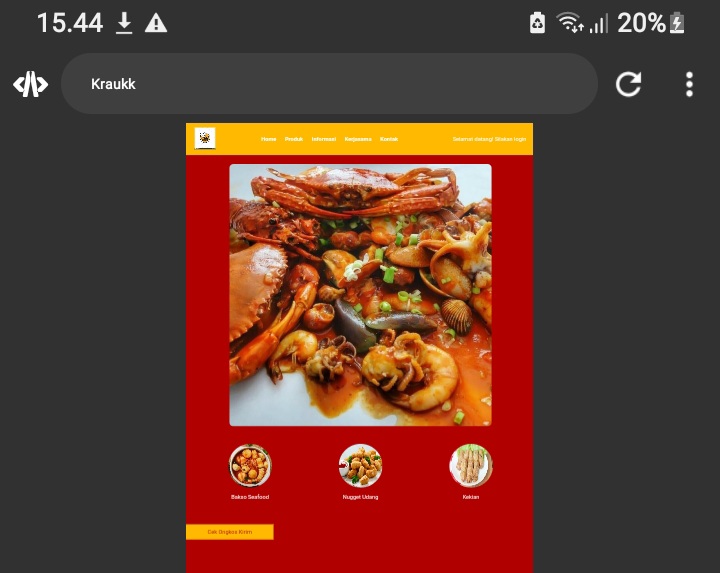 15.44 20%
Kraukk
Home Produk Informasi Kerjasama Kontak Selamat datang! Silakan login
Bakso Seafood Nugget Udang Kekian
Cek Ongkos Kirim